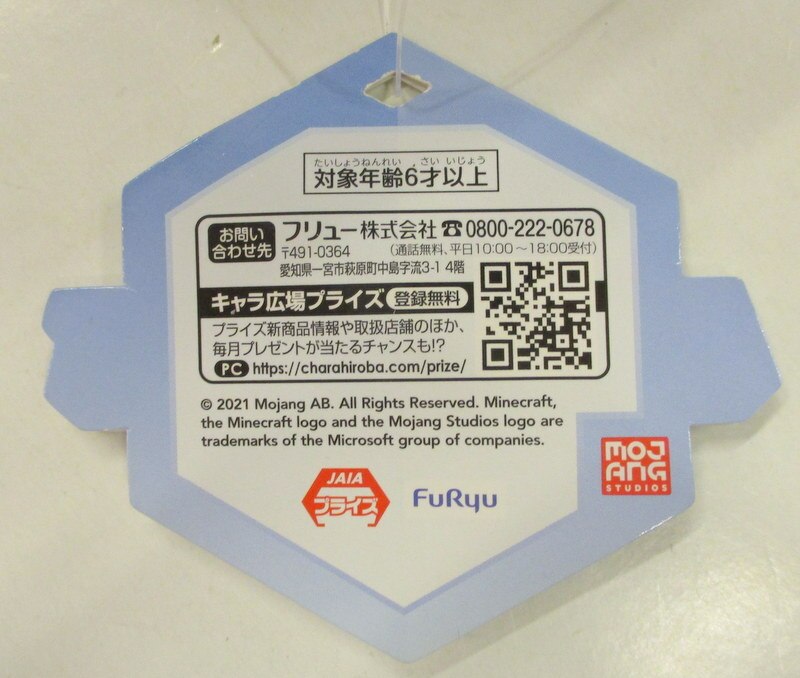 たいしょうねんれい さい いじょう
対象年齢6才以上
お問い
合わせ先
フリュー株式会社 ☎0800-222-0678
〒491-0364 (通話無料、平日10:00〜18:00受付)
愛知県一宮市萩原町中島字流3-1 4階
キャラ広場プライズ 登録無料
プライズ新商品情報や取扱店舗のほか、
毎月プレゼントが当たるチャンスも!?
PC https://charahiroba.com/prize/
© 2021 Mojang AB. All Rights Reserved. Minecraft,
the Minecraft logo and the Mojang Studios logo are
trademarks of the Microsoft group of companies.
MOJ
ANG
STUDIOS
JAIA
プライズ
FuRyu